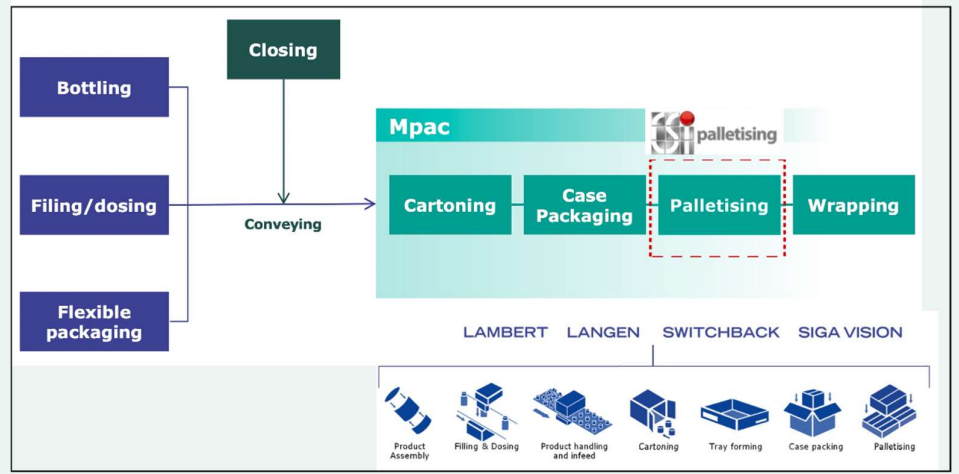 Closing
Bottling
Mpac
CSi palletising
Filing/dosing
Conveying
Cartoning
Case
Packaging
Palletising
Wrapping
Flexible
packaging
LAMBERT LANGEN SWITCHBACK SIGA VISION
Product
Assembly
Filling & Dosing
Product handling
and infeed
Cartoning
Tray forming
Case packing
Palletising